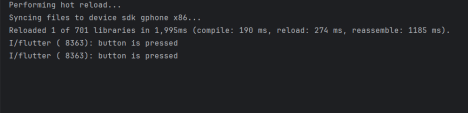 Performing hot reload...
Syncing files to device sdk gphone x86...
Reloaded 1 of 701 libraries in 1,995ms (compile: 190 ms, reload: 274 ms, reassemble: 1185 ms).
I/flutter ( 8363): button is pressed
I/flutter ( 8363): button is pressed